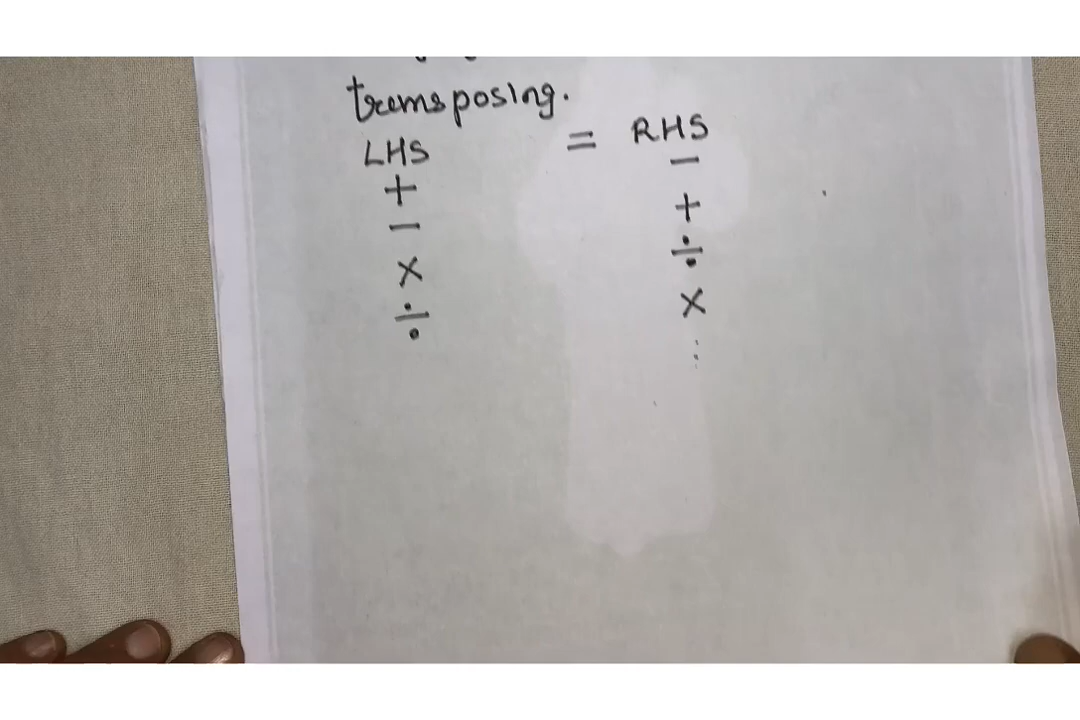 transposing.
LHS = RHS
+ −
− +
× ÷
÷ ×